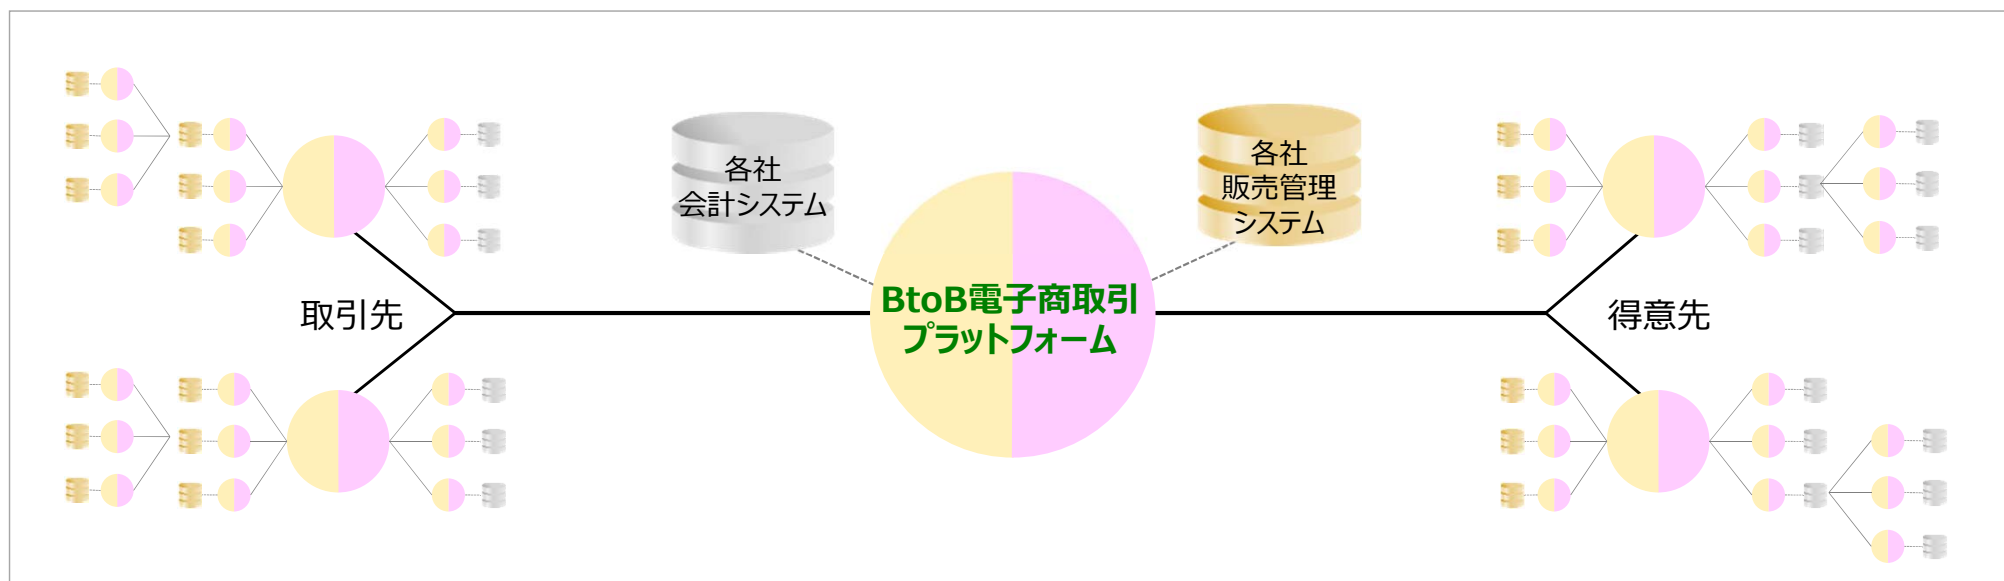 各社
会計システム
各社
販売管理
システム
BtoB電子商取引
プラットフォーム
取引先
得意先